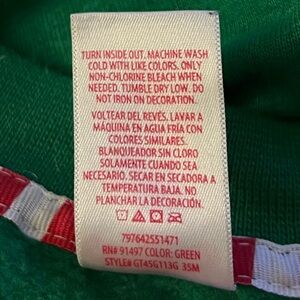 TURN INSIDE OUT. MACHINE WASH
COLD WITH LIKE COLORS. ONLY
NON-CHLORINE BLEACH WHEN
NEEDED. TUMBLE DRY LOW. DO
NOT IRON ON DECORATION.
VOLTEAR DEL REVÉS. LAVAR A
MÁQUINA EN AGUA FRÍA CON
COLORES SIMILARES.
BLANQUEADOR SIN CLORO
SOLAMENTE CUANDO SEA
NECESARIO. SECAR EN SECADORA A
TEMPERATURA BAJA. NO
PLANCHAR LA DECORACIÓN.
797642551471
RN# 91497 COLOR: GREEN
STYLE# GT45G113G 35M